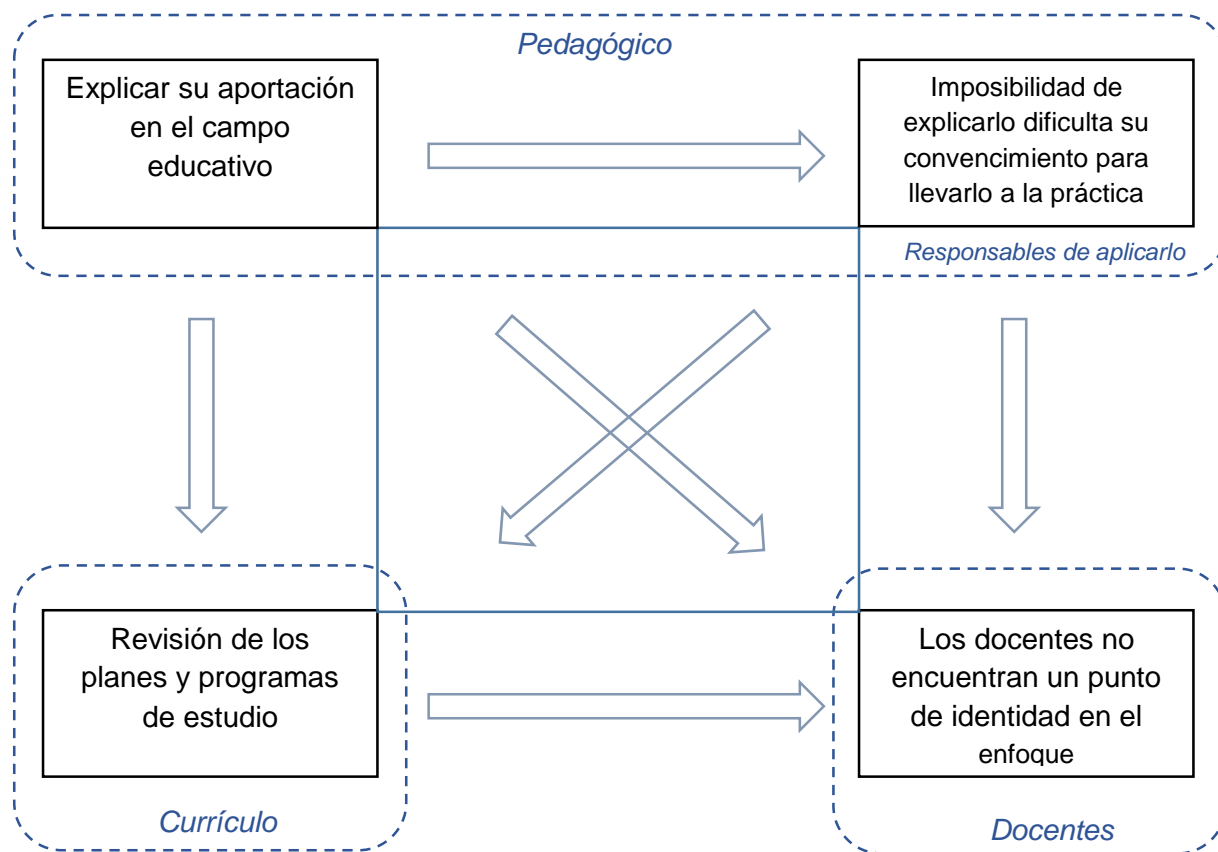 Pedagógico
Explicar su aportación
en el campo
educativo
Imposibilidad de
explicarlo dificulta su
convencimiento para
llevarlo a la práctica
Responsables de aplicarlo
Revisión de los
planes y programas
de estudio
Los docentes no
encuentran un punto
de identidad en el
enfoque
Currículo
Docentes